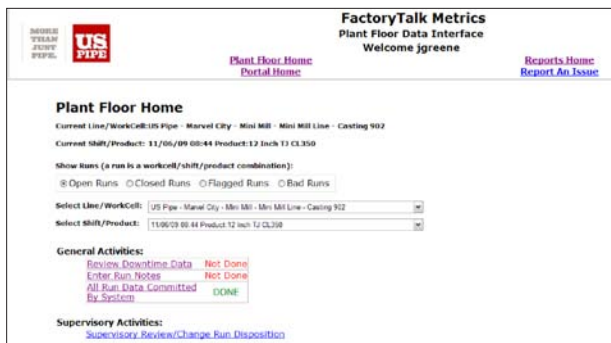 MORE
THAN
JUST
PIPE.
US
PIPE
FactoryTalk Metrics
Plant Floor Data Interface
Welcome jgreene
Plant Floor Home
Portal Home
Reports Home
Report An Issue
Plant Floor Home
Current Line/WorkCell:US Pipe - Marvel City - Mini Mill - Mini Mill Line - Casting 902
Current Shift/Product: 11/06/09 08:44 Product:12 Inch TJ CL350
Show Runs (a run is a workcell/shift/product combination):
Open Runs Closed Runs Flagged Runs Bad Runs
Select Line/WorkCell: US Pipe - Marvel City - Mini Mill - Mini Mill Line - Casting 902
Select Shift/Product: 11/06/09 08:44 Product:12 Inch TJ CL350
General Activities:
Review Downtime Data Not Done
Enter Run Notes Not Done
All Run Data Committed By System DONE
Supervisory Activities:
Supervisory Review/Change Run Disposition